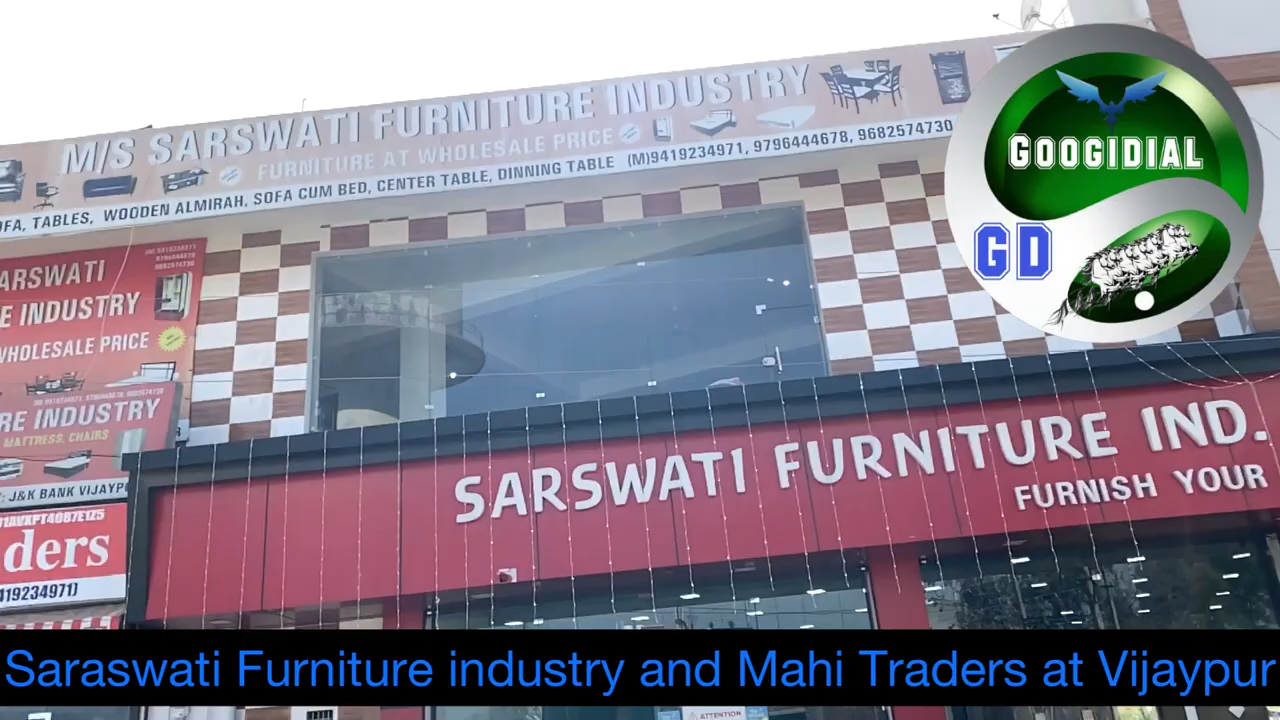 M/S SARSWATI FURNITURE INDUSTRY
FURNITURE AT WHOLESALE PRICE
OFA, TABLES, WOODEN ALMIRAH, SOFA CUM BED, CENTER TABLE, DINNING TABLE (M)9419234971, 9796444678, 9682574730
GOOGIDIAL
GD
ARSWATI
E INDUSTRY
WHOLESALE PRICE
RE INDUSTRY
MATTRESS, CHAIRS
: J&K BANK VIJAYP
ders
419234971)
SARSWATI FURNITURE IND.
FURNISH YOUR
Saraswati Furniture industry and Mahi Traders at Vijaypur
ATTENTION